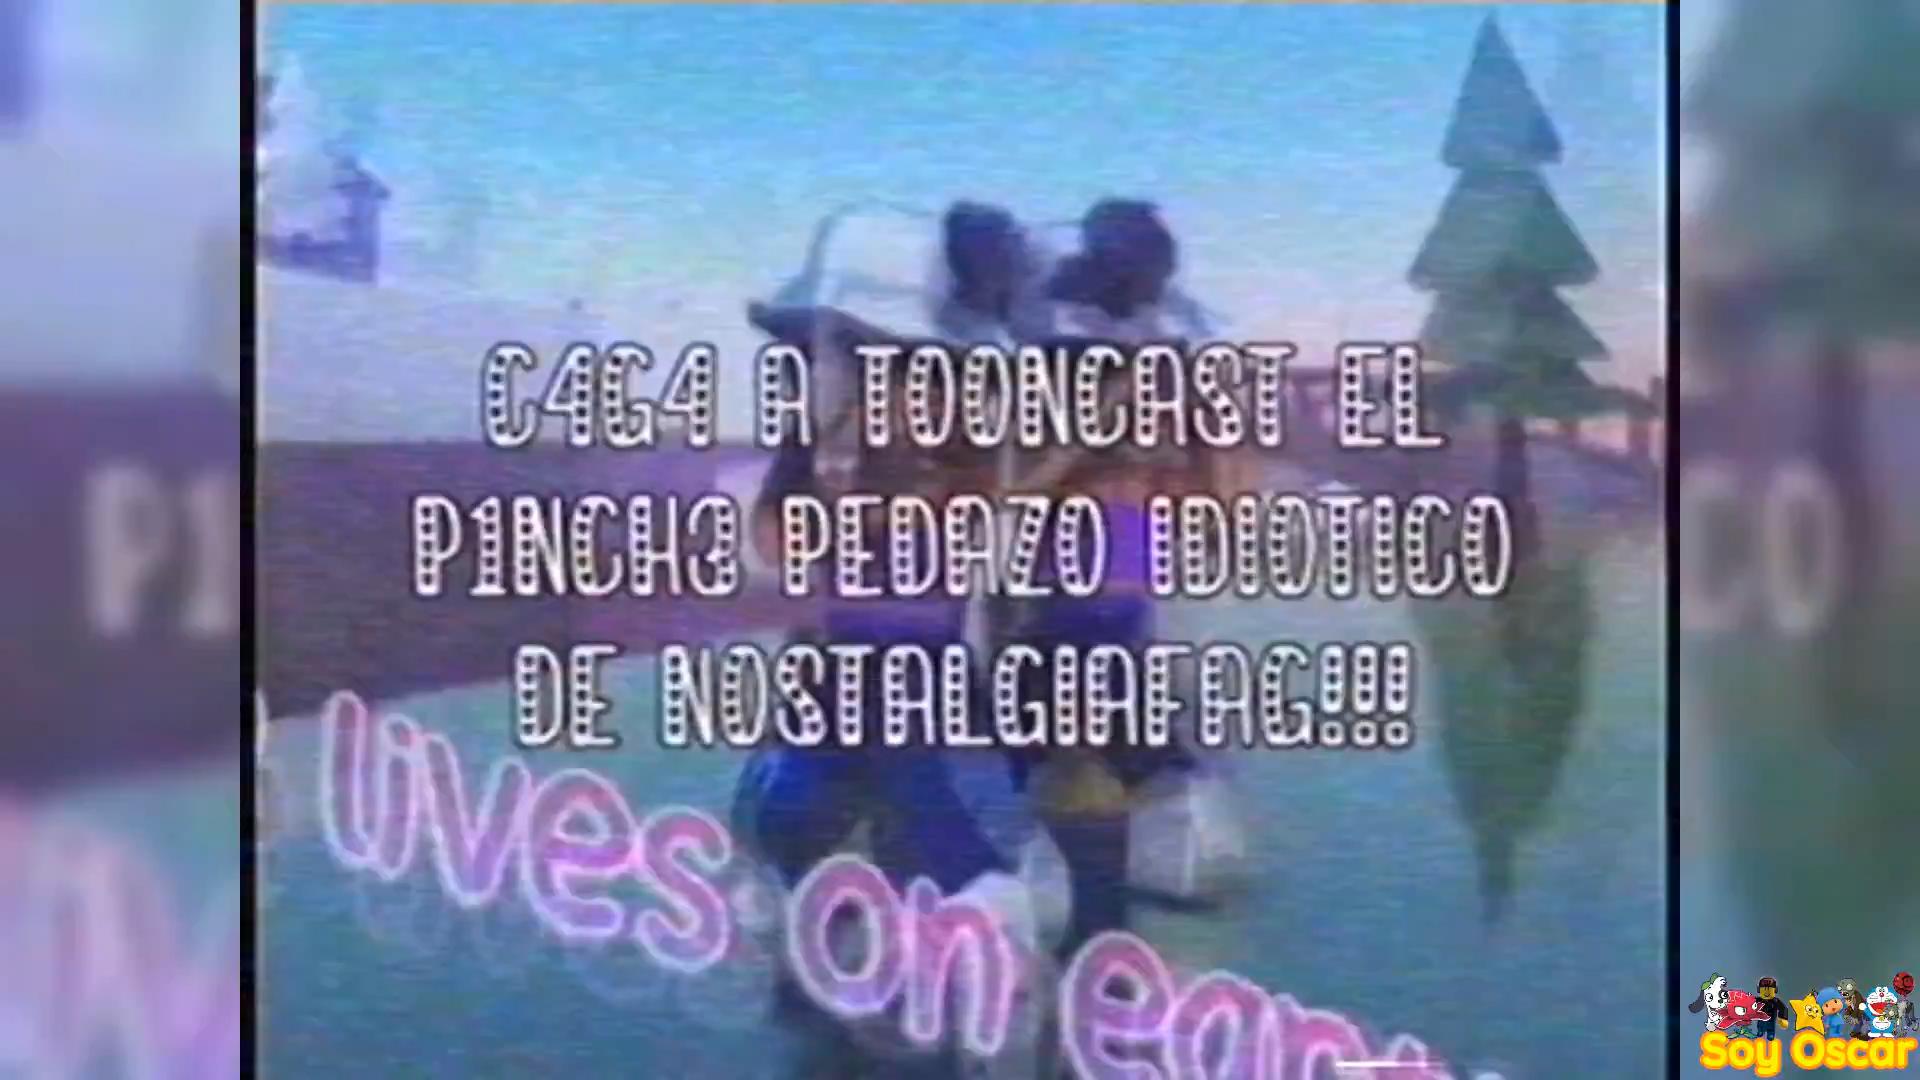 C4G4 A TOONCAST EL
P1NCH3 PEDAZO IDIOTICO
DE NOSTALGIAFAG!!!
lives on
Soy Oscar